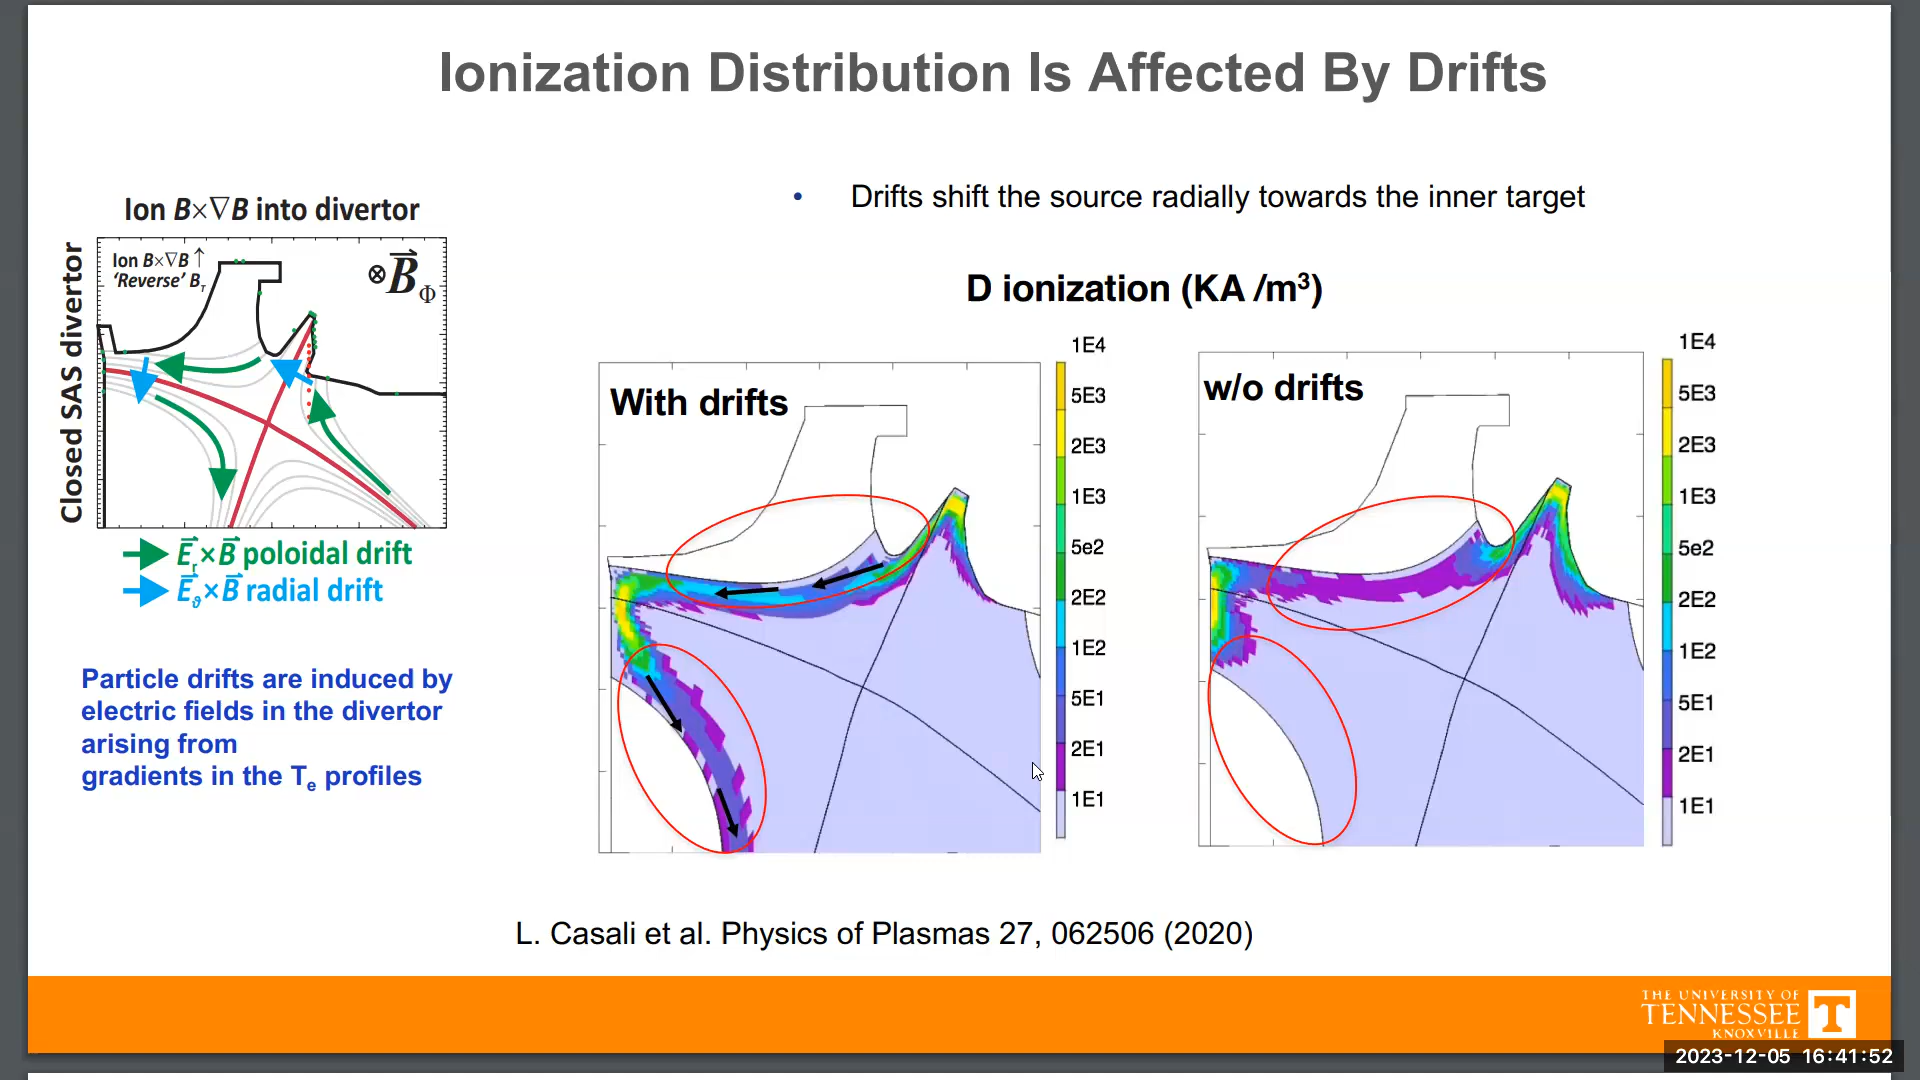 Ionization Distribution Is Affected By Drifts
• Drifts shift the source radially towards the inner target
Ion B×∇B into divertor
Closed SAS divertor
Ion B×∇B ↑
'Reverse' B_T
⊗ B⃗_Φ
E⃗_r×B⃗ poloidal drift
E⃗_ϑ×B⃗ radial drift
Particle drifts are induced by
electric fields in the divertor
arising from
gradients in the T_e profiles
D ionization (KA /m³)
With drifts
1E4
5E3
2E3
1E3
5e2
2E2
1E2
5E1
2E1
1E1
w/o drifts
1E4
5E3
2E3
1E3
5e2
2E2
1E2
5E1
2E1
1E1
L. Casali et al. Physics of Plasmas 27, 062506 (2020)
THE UNIVERSITY OF
TENNESSEE
KNOXVILLE
T
2023-12-05 16:41:52